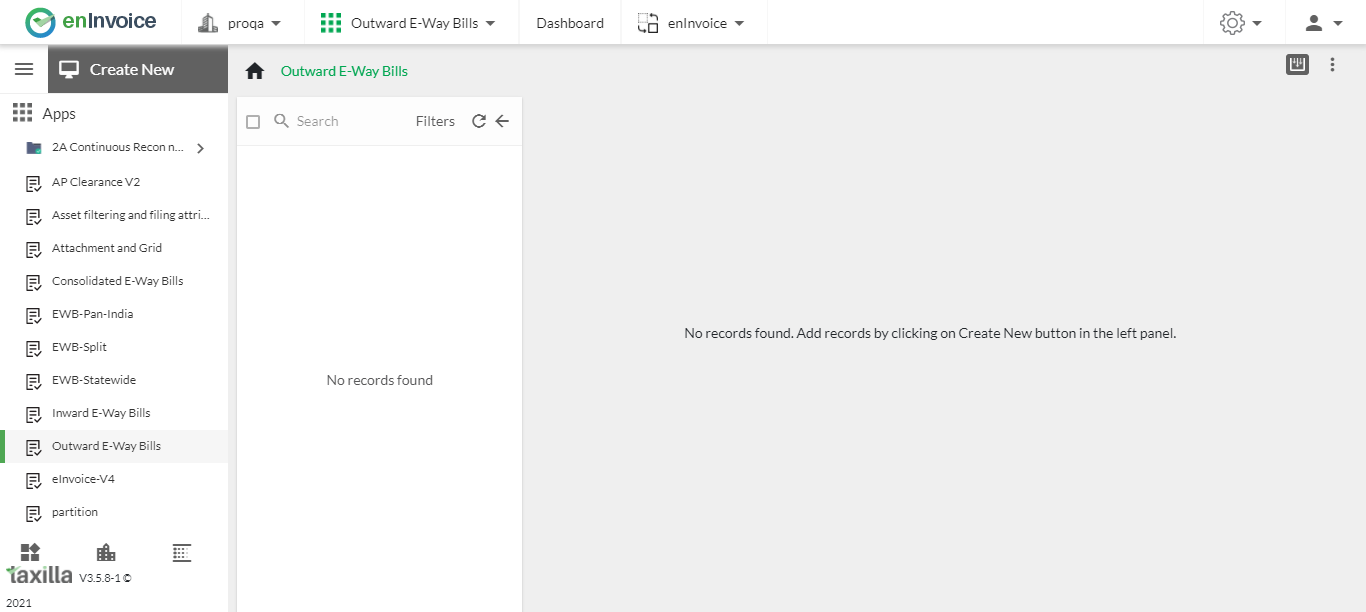 enInvoice
proqa
Outward E-Way Bills
Dashboard
enInvoice
Create New
Outward E-Way Bills
Apps
Search
Filters
2A Continuous Recon n...
AP Clearance V2
Asset filtering and filing attri...
Attachment and Grid
Consolidated E-Way Bills
EWB-Pan-India
EWB-Split
EWB-Statewide
Inward E-Way Bills
Outward E-Way Bills
eInvoice-V4
partition
No records found
No records found. Add records by clicking on Create New button in the left panel.
taxilla V3.5.8-1 ©
2021